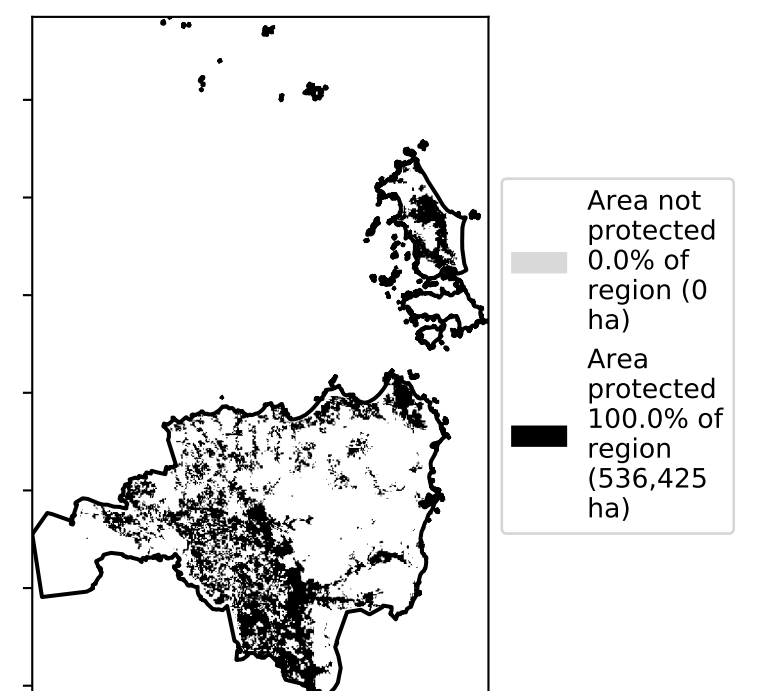 Area not
protected
0.0% of
region (0
ha)
Area
protected
100.0% of
region
(536,425
ha)